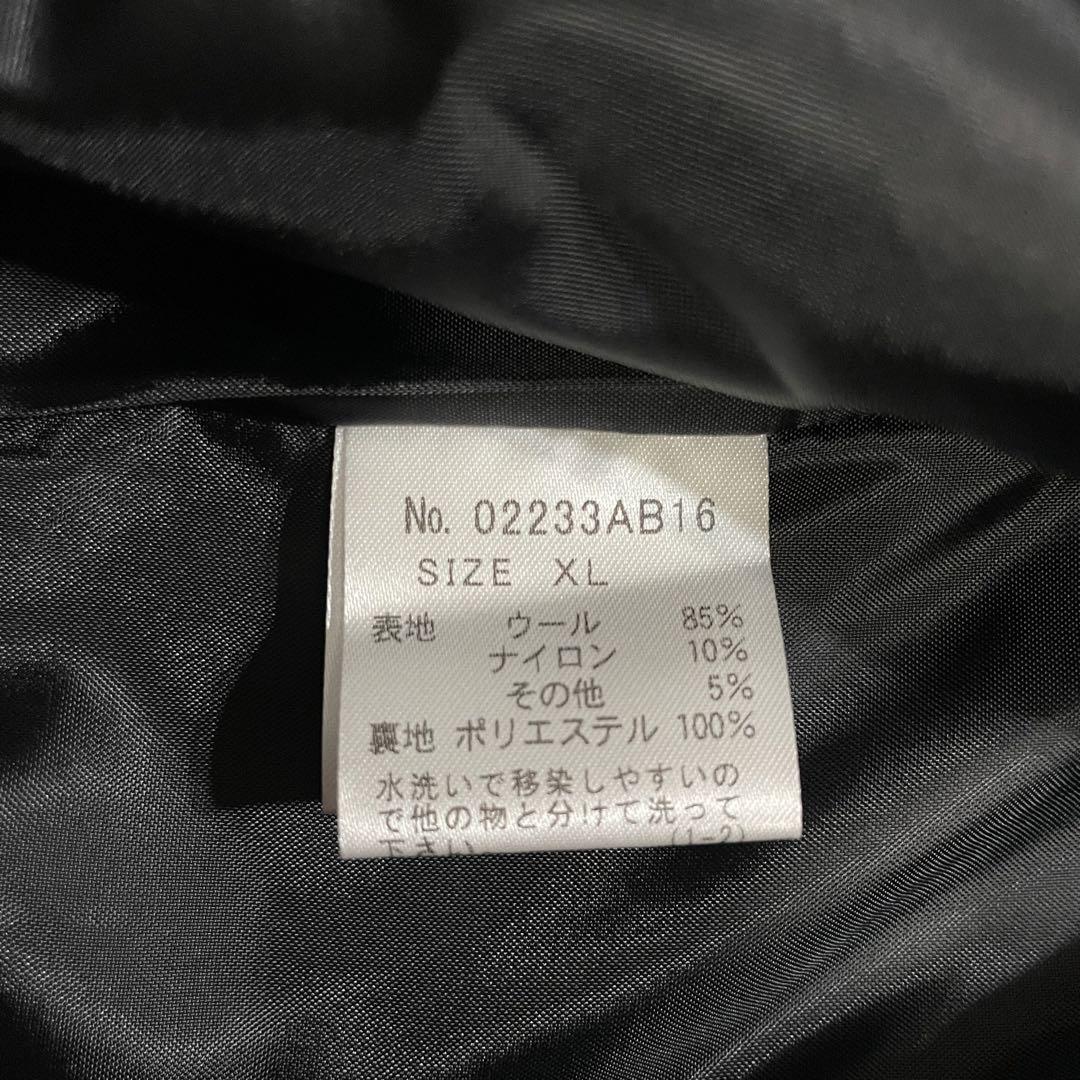 No. 02233AB16
SIZE XL
表地 ウール 85%
ナイロン 10%
その他 5%
裏地 ポリエステル 100%
水洗いで移染しやすいの
で他の物と分けて洗って
下さい (1-2)